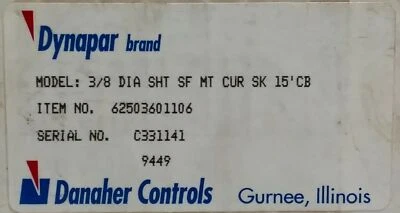 Dynapar brand
MODEL: 3/8 DIA SHT SF MT CUR SK 15'CB
ITEM NO. 62503601106
SERIAL NO. C331141
9449
Danaher Controls Gurnee, Illinois